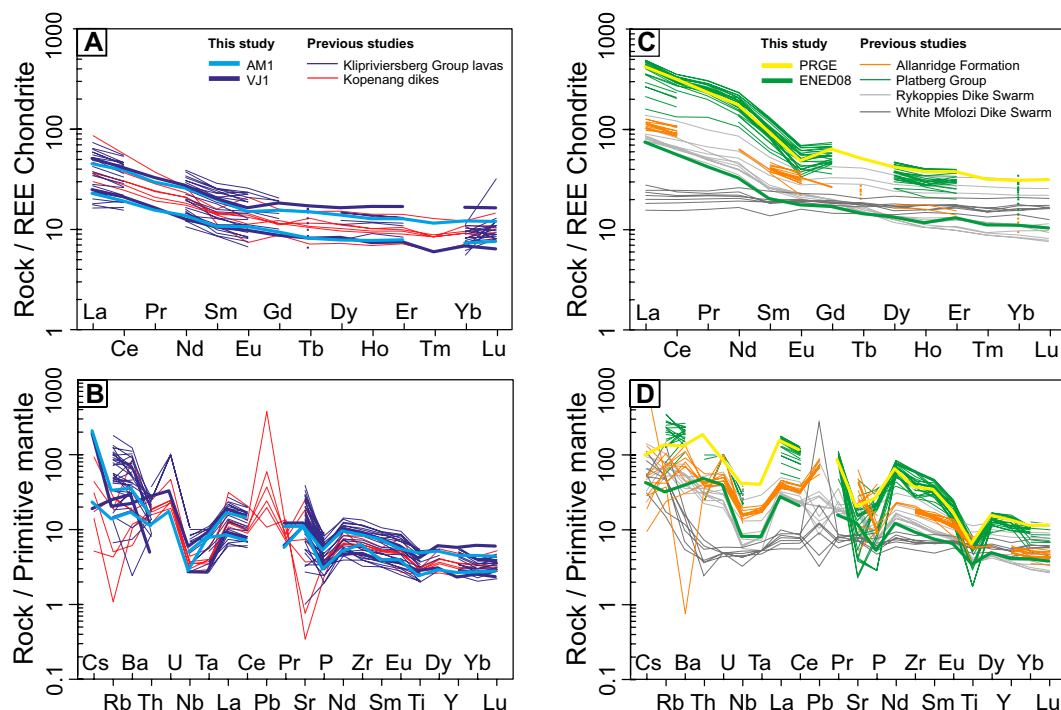 A
This study
Previous studies
AM1
Klipriviersberg Group lavas
VJ1
Kopenang dikes
Rock / REE Chondrite
1000
100
10
1
La Pr Sm Gd Dy Er Yb
Ce Nd Eu Tb Ho Tm Lu
C
This study
Previous studies
PRGE
Allanridge Formation
ENED08
Platberg Group
Rykoppies Dike Swarm
White Mfolozi Dike Swarm
Rock / REE Chondrite
1000
100
10
1
La Pr Sm Gd Dy Er Yb
Ce Nd Eu Tb Ho Tm Lu
B
Rock / Primitive mantle
1000
100
10
1
0.1
Cs Ba U Ta Ce Pr P Zr Eu Dy Yb
Rb Th Nb La Pb Sr Nd Sm Ti Y Lu
D
Rock / Primitive mantle
1000
100
10
1
0.1
Cs Ba U Ta Ce Pr P Zr Eu Dy Yb
Rb Th Nb La Pb Sr Nd Sm Ti Y Lu